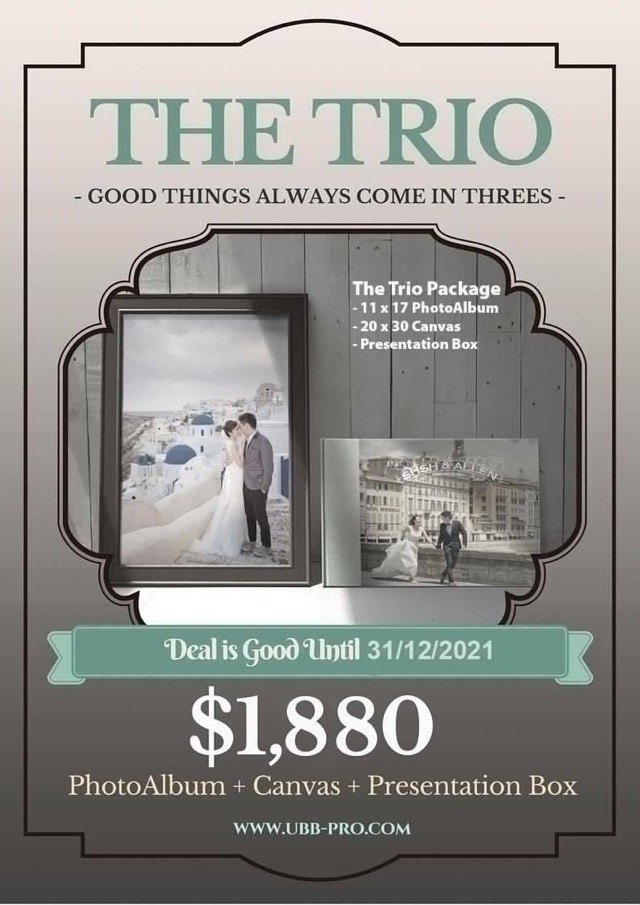 THE TRIO
- GOOD THINGS ALWAYS COME IN THREES -
The Trio Package
- 11 x 17 PhotoAlbum
- 20 x 30 Canvas
- Presentation Box
& ALLEN
Deal is Good Until 31/12/2021
$1,880
PhotoAlbum + Canvas + Presentation Box
WWW.UBB-PRO.COM